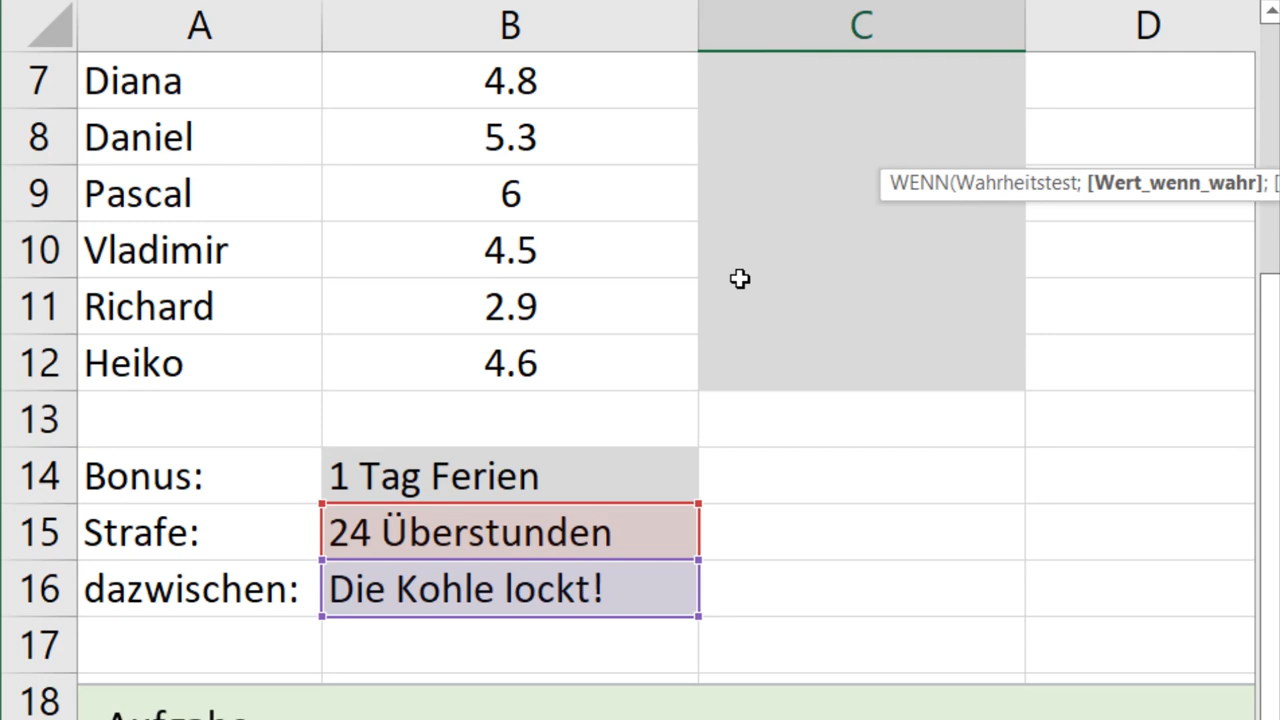 A B C D
7 Diana 4.8
8 Daniel 5.3
WENN(Wahrheitstest; [Wert_wenn_wahr]; [
9 Pascal 6
10 Vladimir 4.5
11 Richard 2.9
12 Heiko 4.6
13
14 Bonus: 1 Tag Ferien
15 Strafe: 24 Überstunden
16 dazwischen: Die Kohle lockt!
17
18 Aufgabe